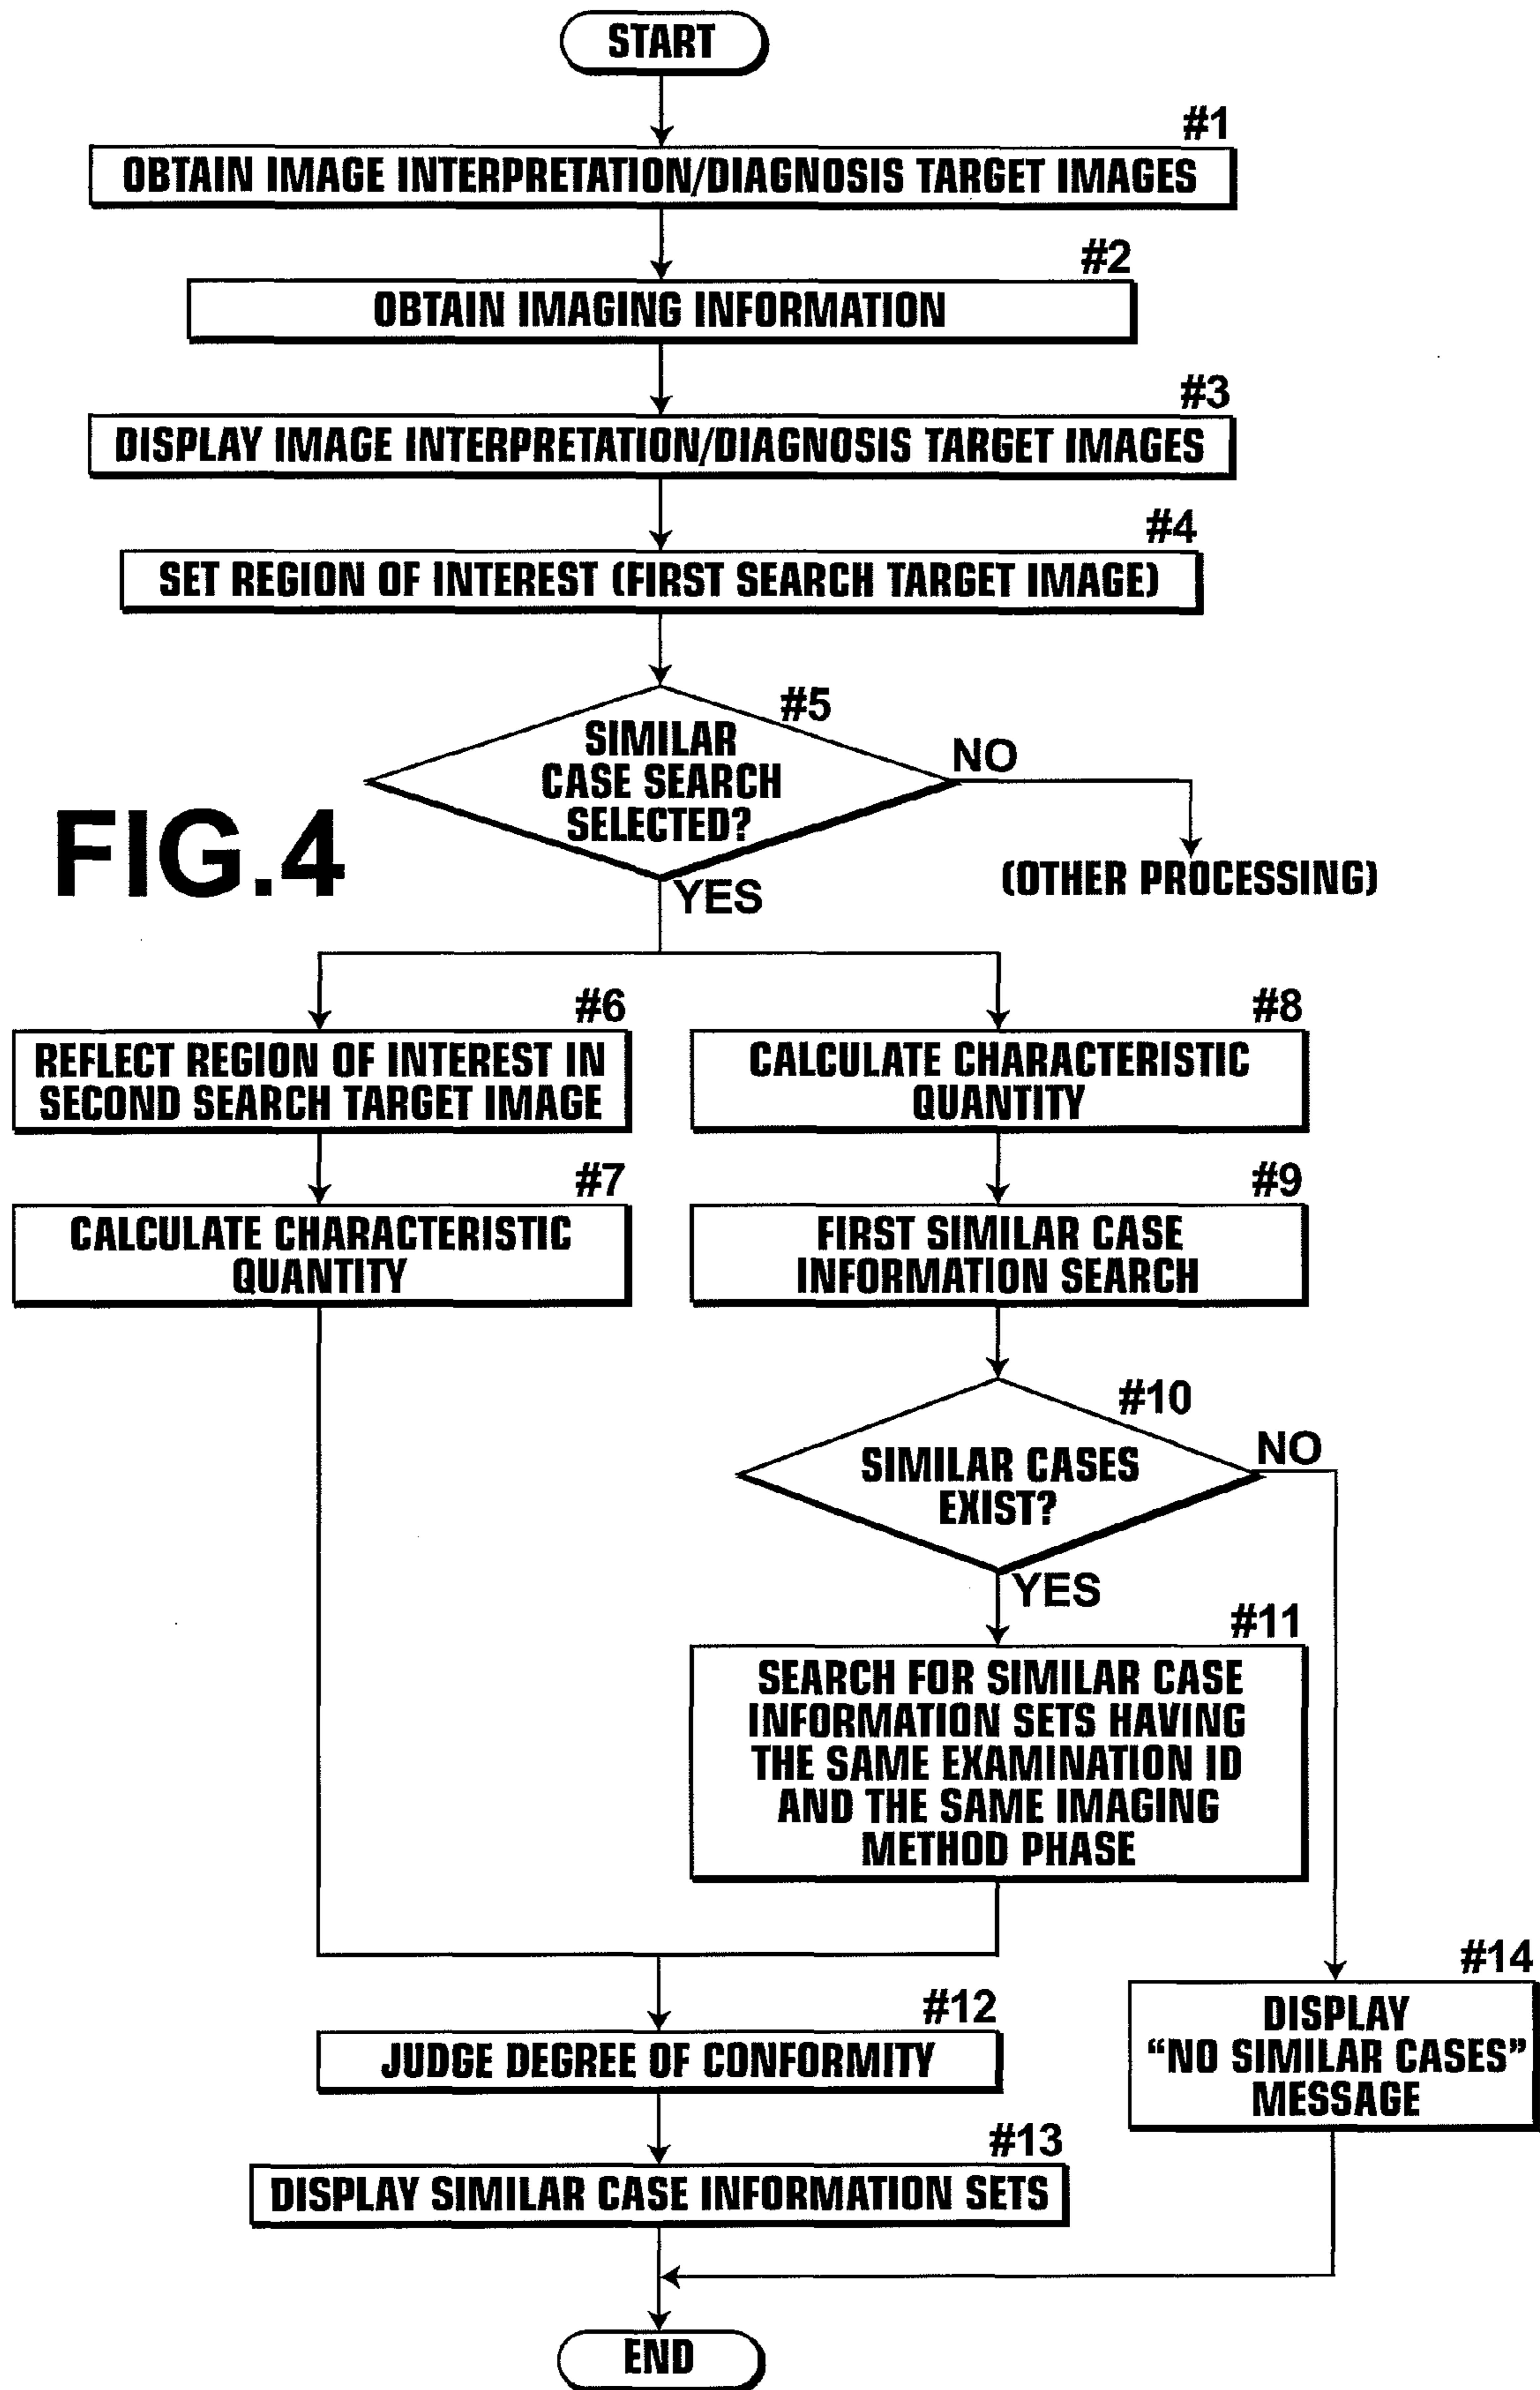 START
#1
OBTAIN IMAGE INTERPRETATION/DIAGNOSIS TARGET IMAGES
#2
OBTAIN IMAGING INFORMATION
#3
DISPLAY IMAGE INTERPRETATION/DIAGNOSIS TARGET IMAGES
#4
SET REGION OF INTEREST (FIRST SEARCH TARGET IMAGE)
#5
SIMILAR
CASE SEARCH
SELECTED?
NO
(OTHER PROCESSING)
FIG.4
YES
#6
REFLECT REGION OF INTEREST IN
SECOND SEARCH TARGET IMAGE
#7
CALCULATE CHARACTERISTIC
QUANTITY
#8
CALCULATE CHARACTERISTIC
QUANTITY
#9
FIRST SIMILAR CASE
INFORMATION SEARCH
#10
SIMILAR CASES
EXIST?
NO
YES
#11
SEARCH FOR SIMILAR CASE
INFORMATION SETS HAVING
THE SAME EXAMINATION ID
AND THE SAME IMAGING
METHOD PHASE
#12
JUDGE DEGREE OF CONFORMITY
#13
DISPLAY SIMILAR CASE INFORMATION SETS
#14
DISPLAY
“NO SIMILAR CASES”
MESSAGE
END